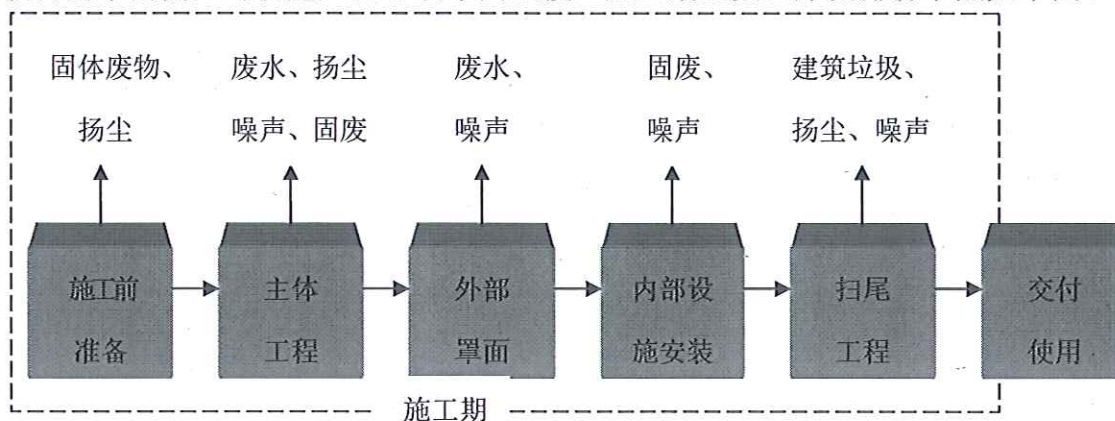 固体废物、
扬尘
废水、扬尘
噪声、固废
废水、
噪声
固废、
噪声
建筑垃圾、
扬尘、噪声
施工前
准备
主体
工程
外部
罩面
内部设
施安装
扫尾
工程
交付
使用
施工期